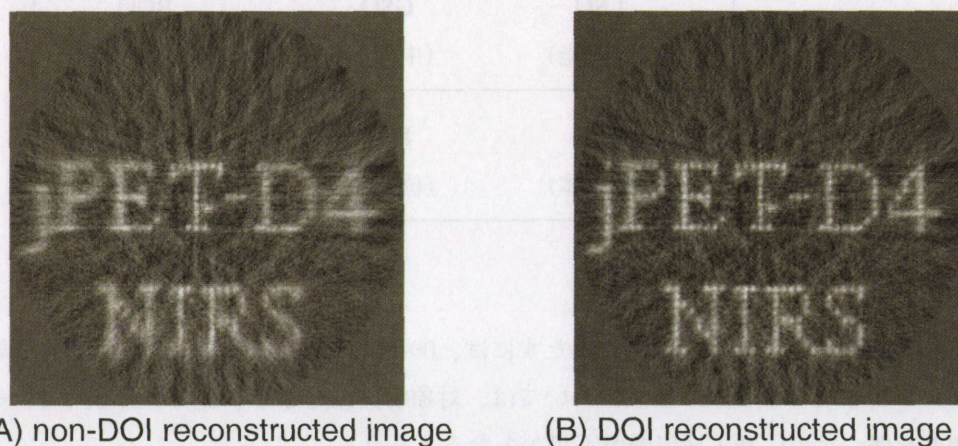 jPET-D4
NIRS
jPET-D4
NIRS
A) non-DOI reconstructed image
(B) DOI reconstructed image